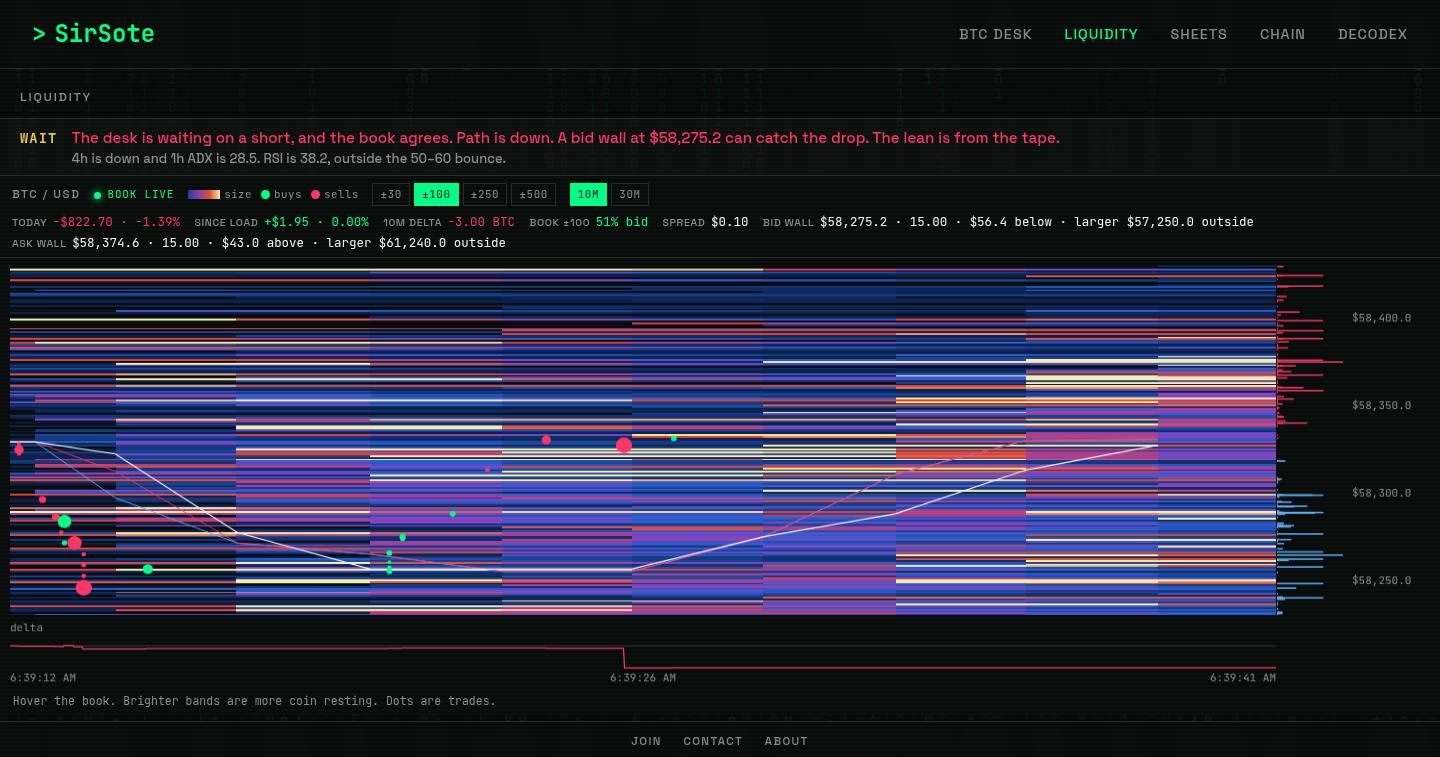 > SirSote
BTC DESK LIQUIDITY SHEETS CHAIN DECODEX
LIQUIDITY
WAIT The desk is waiting on a short, and the book agrees. Path is down. A bid wall at $58,275.2 can catch the drop. The lean is from the tape.
4h is down and 1h ADX is 28.5. RSI is 38.2, outside the 50–60 bounce.
BTC / USD BOOK LIVE size buys sells ±30 ±100 ±250 ±500 10M 30M
TODAY -$822.70 · -1.39% SINCE LOAD +$1.95 · 0.00% 10M DELTA -3.00 BTC BOOK ±100 51% bid SPREAD $0.10 BID WALL $58,275.2 · 15.00 · $56.4 below · larger $57,250.0 outside
ASK WALL $58,374.6 · 15.00 · $43.0 above · larger $61,240.0 outside
$58,400.0
$58,350.0
$58,300.0
$58,250.0
delta
6:39:12 AM 6:39:26 AM 6:39:41 AM
Hover the book. Brighter bands are more coin resting. Dots are trades.
JOIN CONTACT ABOUT